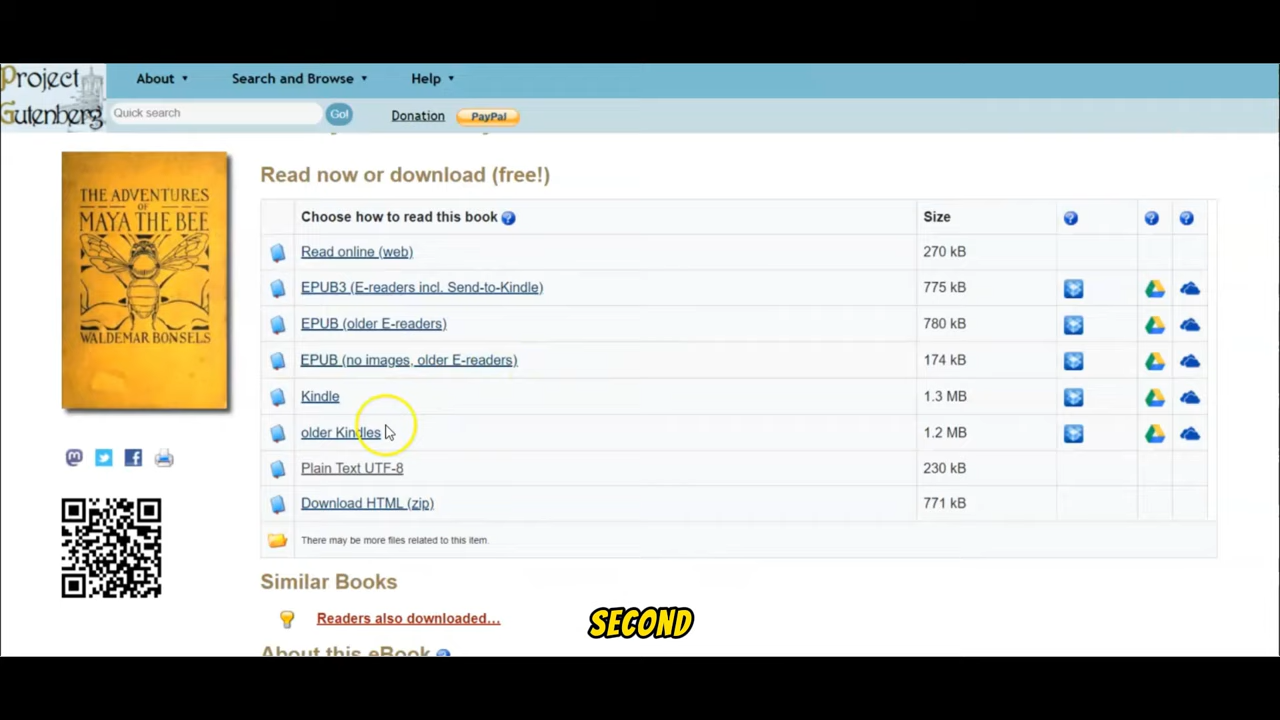 Project
Gutenberg
About ▾ Search and Browse ▾ Help ▾
Quick search Go! Donation PayPal
THE ADVENTURES
OF
MAYA THE BEE
WALDEMAR BONSELS
Read now or download (free!)
Choose how to read this book ? Size ? ? ?
Read online (web) 270 kB
EPUB3 (E-readers incl. Send-to-Kindle) 775 kB
EPUB (older E-readers) 780 kB
EPUB (no images, older E-readers) 174 kB
Kindle 1.3 MB
older Kindles 1.2 MB
Plain Text UTF-8 230 kB
Download HTML (zip) 771 kB
There may be more files related to this item.
Similar Books
Readers also downloaded…
About this eBook ?
SECOND